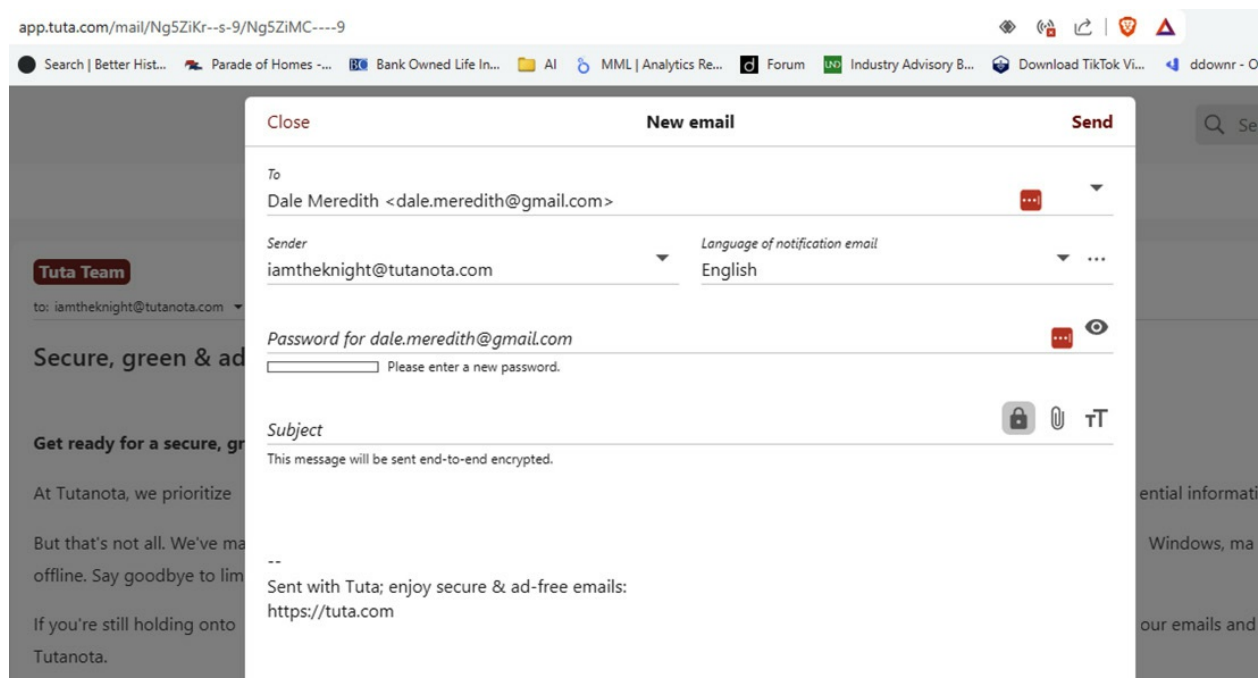 app.tuta.com/mail/Ng5ZiKr--s-9/Ng5ZiMC----9
Search | Better Hist... Parade of Homes -... Bank Owned Life In... AI MML | Analytics Re... Forum Industry Advisory B... Download TikTok Vi... ddownr - O
Close New email Send
Se
To
Dale Meredith <dale.meredith@gmail.com>
Sender Language of notification email
iamtheknight@tutanota.com English ...
Tuta Team
to: iamtheknight@tutanota.com
Password for dale.meredith@gmail.com
Please enter a new password.
Secure, green & ad
Subject TT
This message will be sent end-to-end encrypted.
Get ready for a secure, gr
At Tutanota, we prioritize ential informati
But that's not all. We've ma Windows, ma
offline. Say goodbye to lim
--
Sent with Tuta; enjoy secure & ad-free emails:
https://tuta.com
If you're still holding onto our emails and
Tutanota.